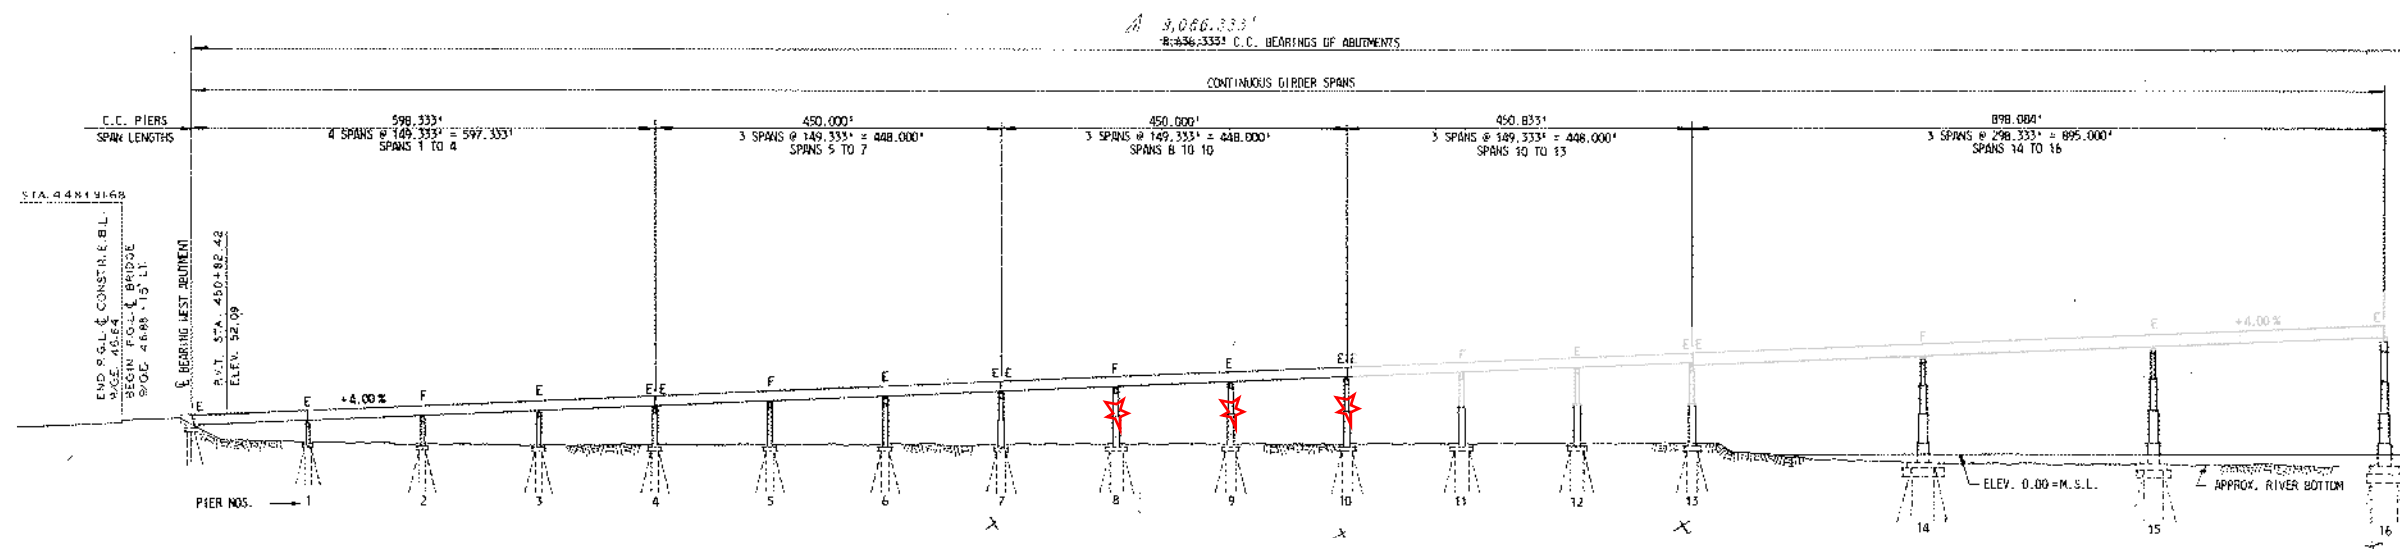 9,086.333'
8,636.333' C.C. BEARINGS OF ABUTMENTS
CONTINUOUS GIRDER SPANS
C.C. PIERS
SPAN LENGTHS
598.333'
4 SPANS @ 149.333' = 597.333'
SPANS 1 TO 4
450.000'
3 SPANS @ 149.333' = 448.000'
SPANS 5 TO 7
450.000'
3 SPANS @ 149.333' = 448.000'
SPANS 8 TO 10
450.833'
3 SPANS @ 149.333' = 448.000'
SPANS 10 TO 13
898.084'
3 SPANS @ 298.333' = 895.000'
SPANS 14 TO 16
STA. 448+91.68
END P.G.L. ℄ CONSTR. E.B.L.
BEGIN P.G.L. ℄ BRIDGE
℄ BEARING WEST ABUTMENT
P.V.T. STA. 450+82.42
ELEV. 52.09
E E F E E E F E E E F E E E F E E E F E E
+4.00%
+4.00%
ELEV. 0.00=M.S.L.
APPROX. RIVER BOTTOM
PIER NOS. 1 2 3 4 5 6 7 8 9 10 11 12 13 14 15 16
X X X